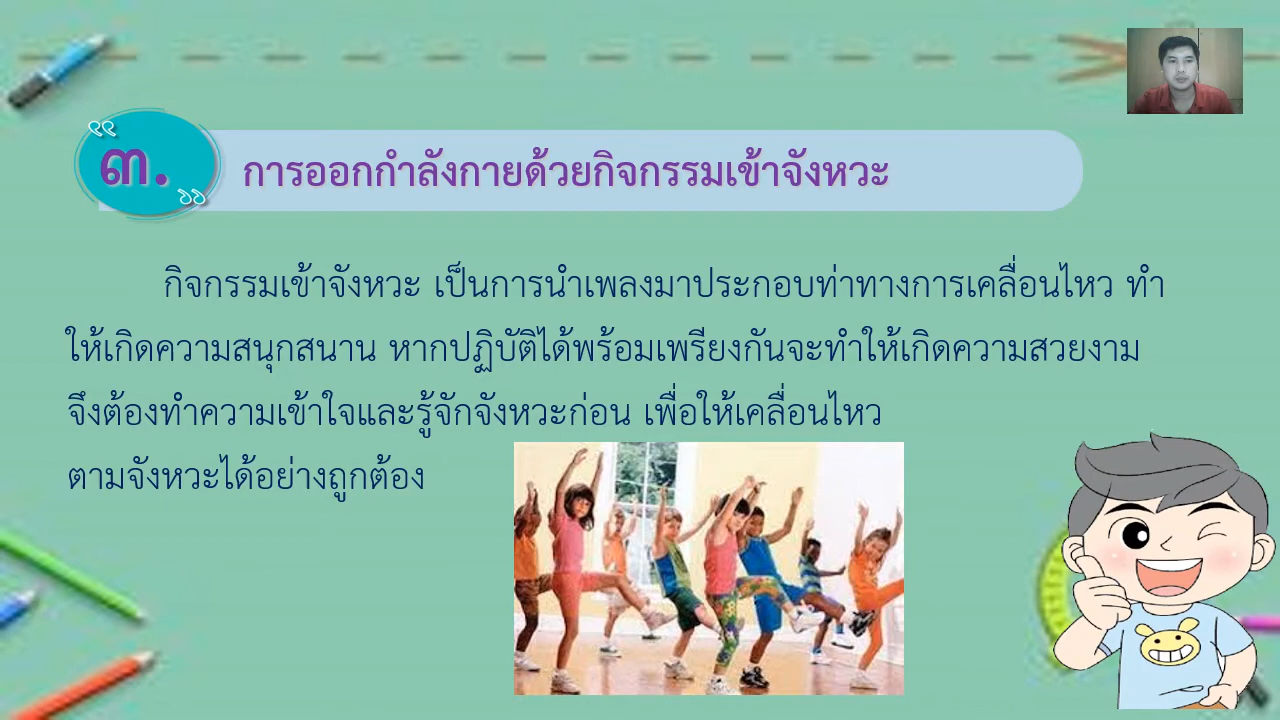 ๓.
การออกกำลังกายด้วยกิจกรรมเข้าจังหวะ
กิจกรรมเข้าจังหวะ เป็นการนำเพลงมาประกอบท่าทางการเคลื่อนไหว ทำ
ให้เกิดความสนุกสนาน หากปฏิบัติได้พร้อมเพรียงกันจะทำให้เกิดความสวยงาม
จึงต้องทำความเข้าใจและรู้จักจังหวะก่อน เพื่อให้เคลื่อนไหว
ตามจังหวะได้อย่างถูกต้อง